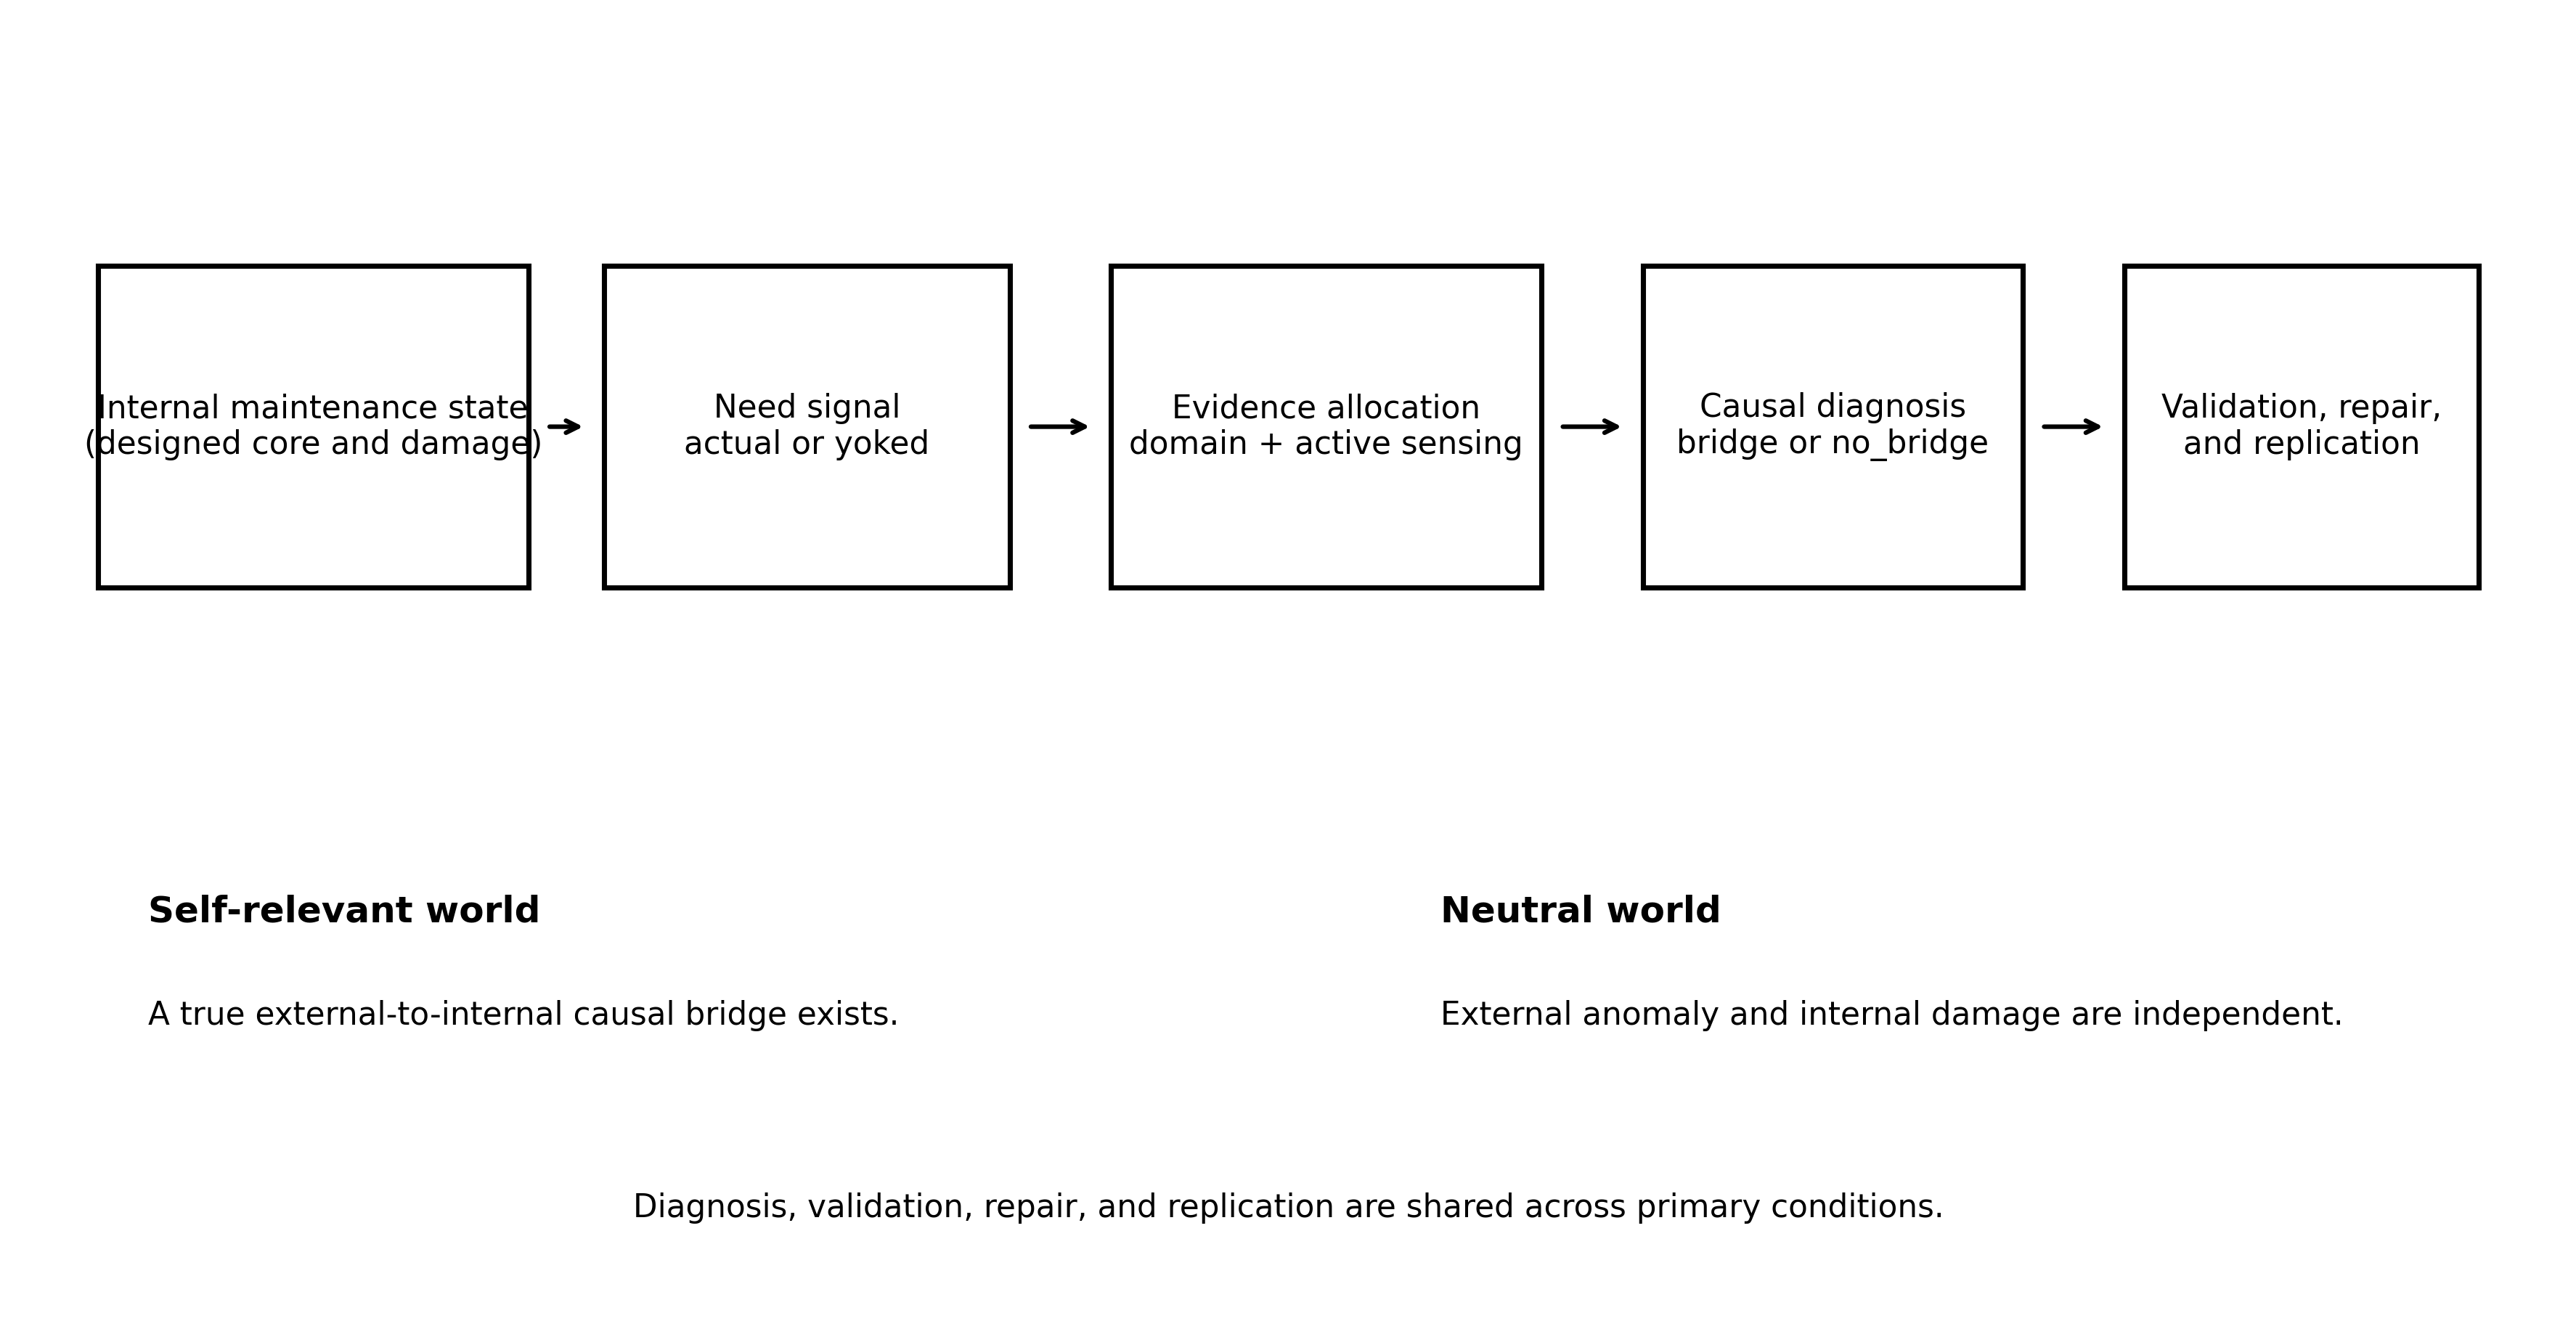 Internal maintenance state
(designed core and damage)
Need signal
actual or yoked
Evidence allocation
domain + active sensing
Causal diagnosis
bridge or no_bridge
Validation, repair,
and replication
Self-relevant world
A true external-to-internal causal bridge exists.
Neutral world
External anomaly and internal damage are independent.
Diagnosis, validation, repair, and replication are shared across primary conditions.